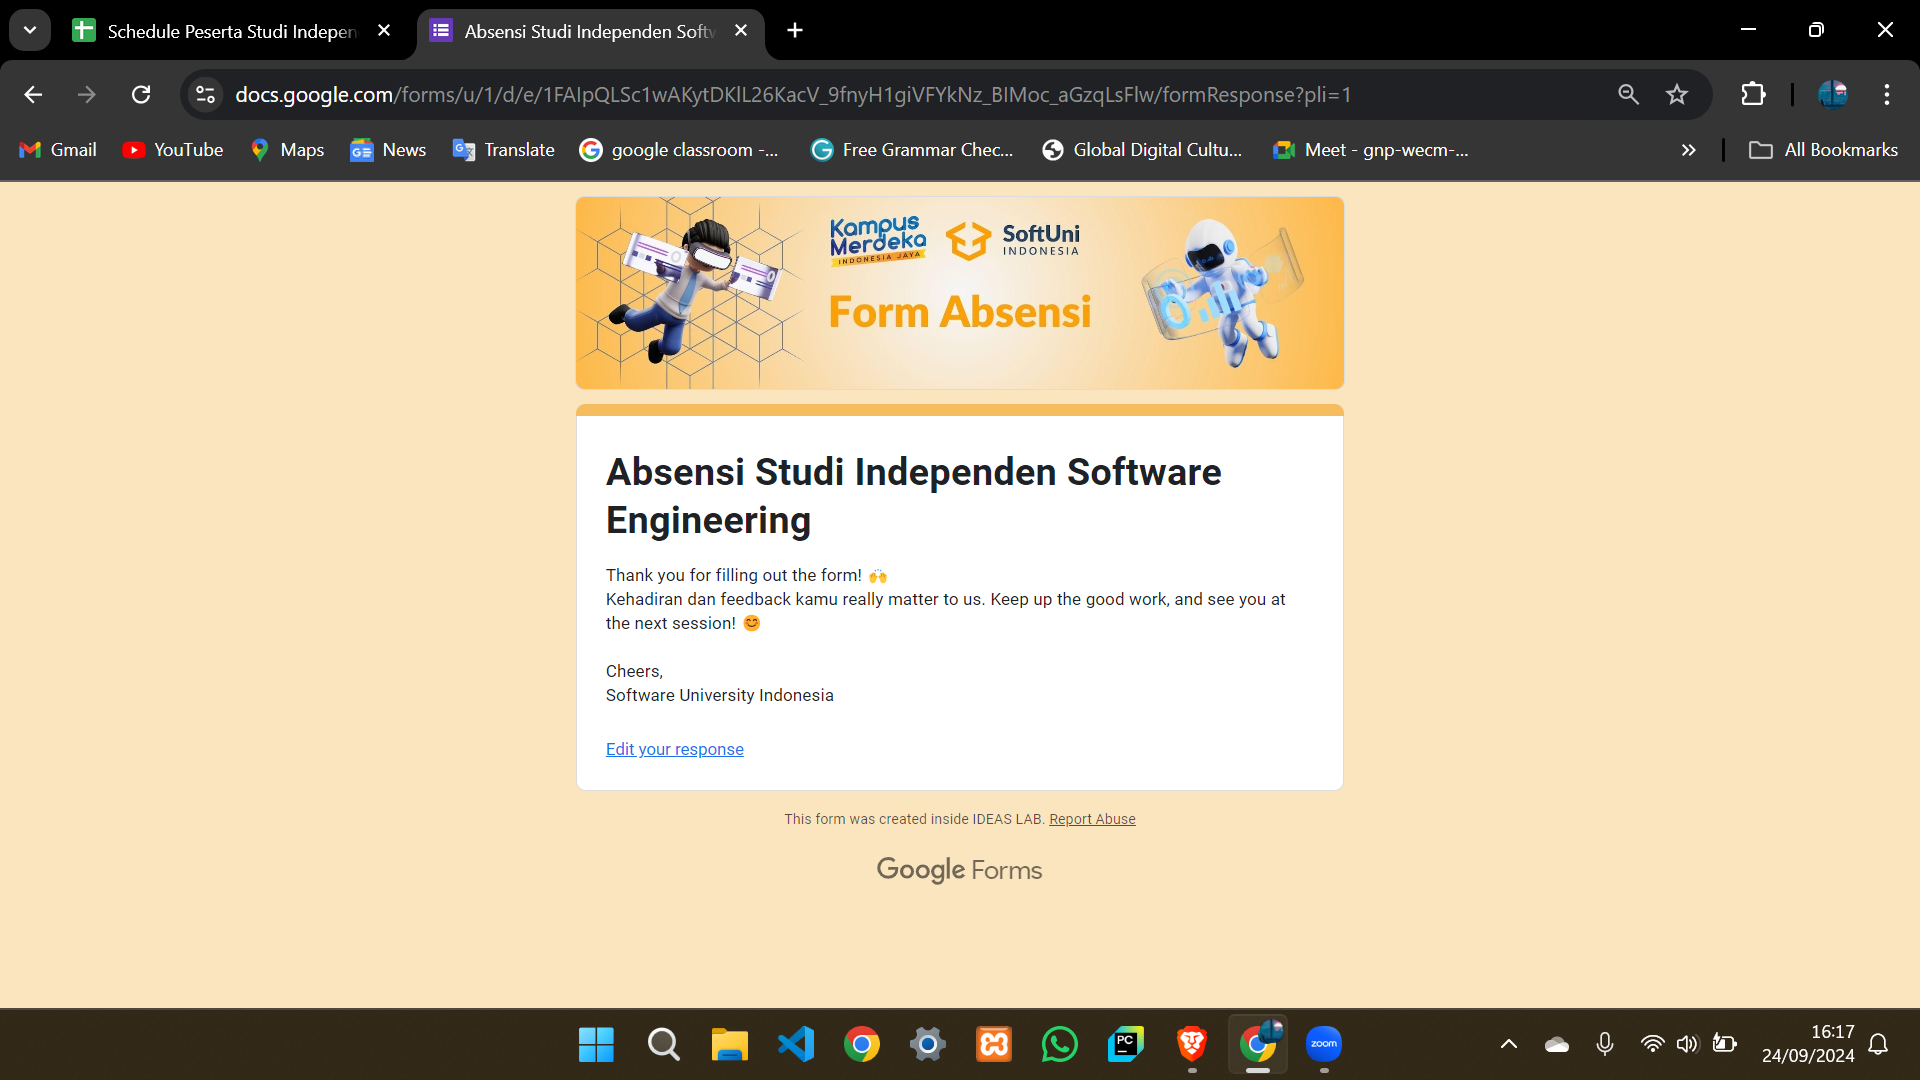 Schedule Peserta Studi Indepen
Absensi Studi Independen Softw
docs.google.com/forms/u/1/d/e/1FAIpQLSc1wAKytDKlL26KacV_9fnyH1giVFYkNz_BIMoc_aGzqLsFlw/formResponse?pli=1
Gmail
YouTube
Maps
News
Translate
google classroom -...
Free Grammar Chec...
Global Digital Cultu...
Meet - gnp-wecm-...
All Bookmarks
Kampus
Merdeka
INDONESIA JAYA
SoftUni
INDONESIA
Form Absensi
Absensi Studi Independen Software
Engineering
Thank you for filling out the form! 🙌
Kehadiran dan feedback kamu really matter to us. Keep up the good work, and see you at
the next session! 😊
Cheers,
Software University Indonesia
Edit your response
This form was created inside IDEAS LAB. Report Abuse
Google Forms
PC
zoom
16:17
24/09/2024